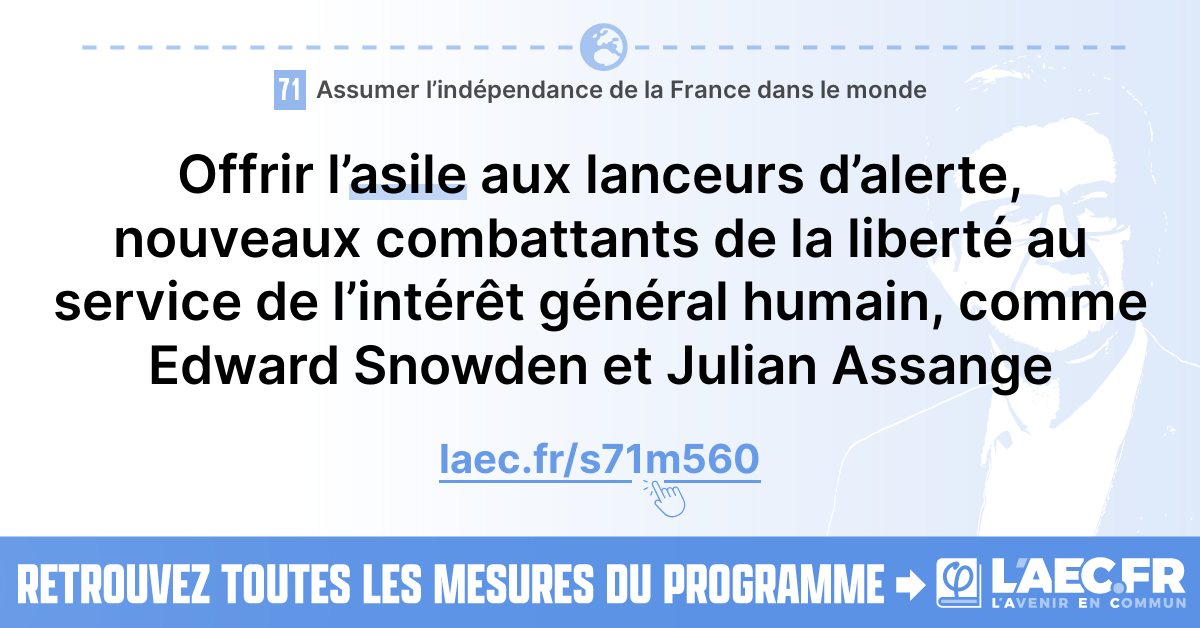 71 Assumer l’indépendance de la France dans le monde
Offrir l’asile aux lanceurs d’alerte,
nouveaux combattants de la liberté au
service de l’intérêt général humain, comme
Edward Snowden et Julian Assange
laec.fr/s71m560
RETROUVEZ TOUTES LES MESURES DU PROGRAMME
φ L'AEC.FR
L'AVENIR EN COMMUN